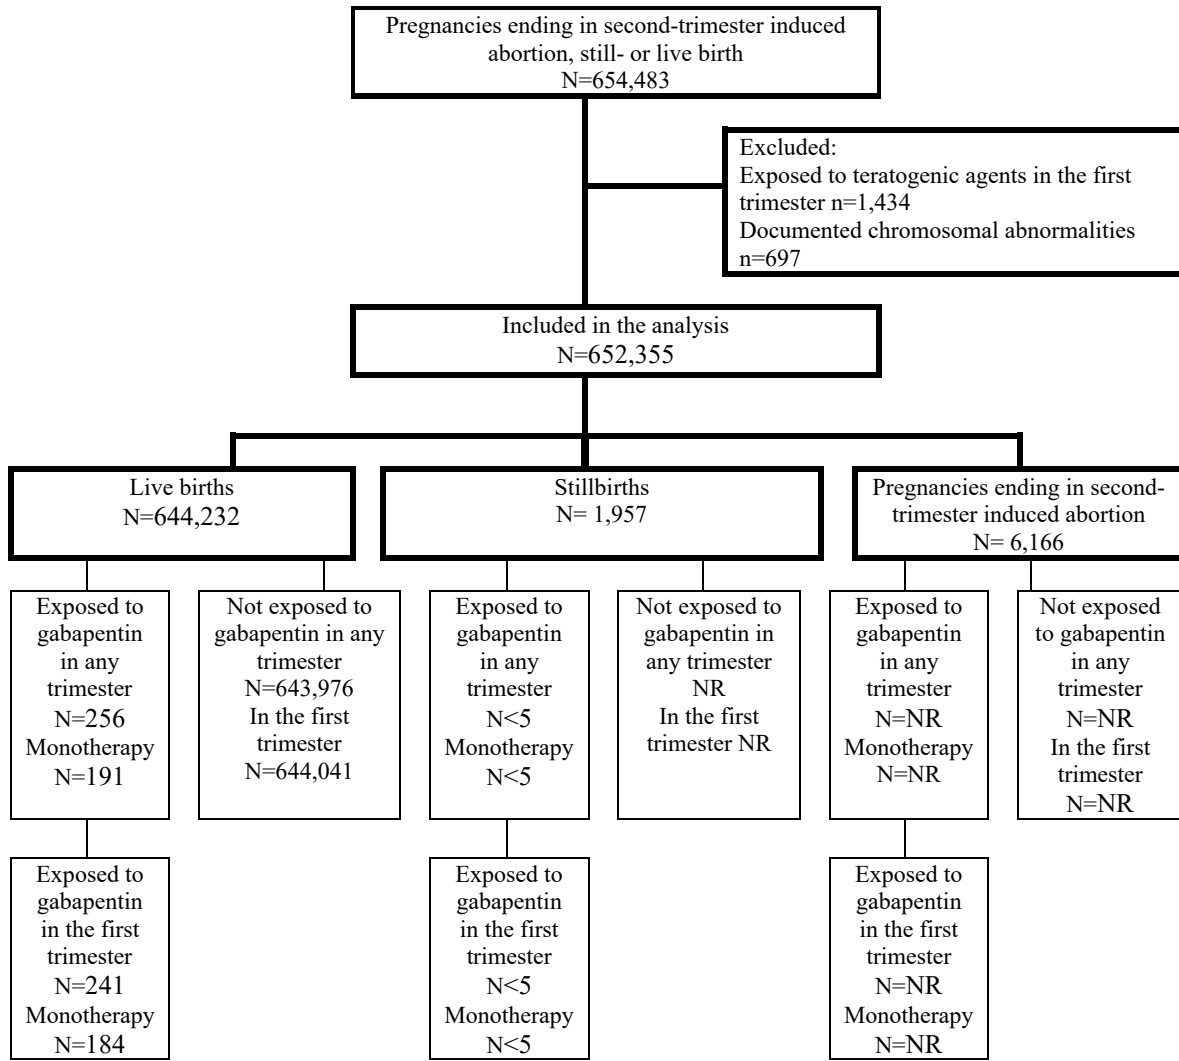 Pregnancies ending in second-trimester induced
abortion, still- or live birth
N=654,483
Excluded:
Exposed to teratogenic agents in the first
trimester n=1,434
Documented chromosomal abnormalities
n=697
Included in the analysis
N=652,355
Live births
N=644,232
Stillbirths
N= 1,957
Pregnancies ending in second-
trimester induced abortion
N= 6,166
Exposed to
gabapentin
in any
trimester
N=256
Monotherapy
N=191
Not exposed to
gabapentin in any
trimester
N=643,976
In the first
trimester
N=644,041
Exposed to
gabapentin
in any
trimester
N<5
Monotherapy
N<5
Not exposed to
gabapentin in
any trimester
NR
In the first
trimester NR
Exposed to
gabapentin
in any
trimester
N=NR
Monotherapy
N=NR
Not exposed
to gabapentin
in any
trimester
N=NR
In the first
trimester
N=NR
Exposed to
gabapentin
in the first
trimester
N=241
Monotherapy
N=184
Exposed to
gabapentin
in the first
trimester
N<5
Monotherapy
N<5
Exposed to
gabapentin
in the first
trimester
N=NR
Monotherapy
N=NR